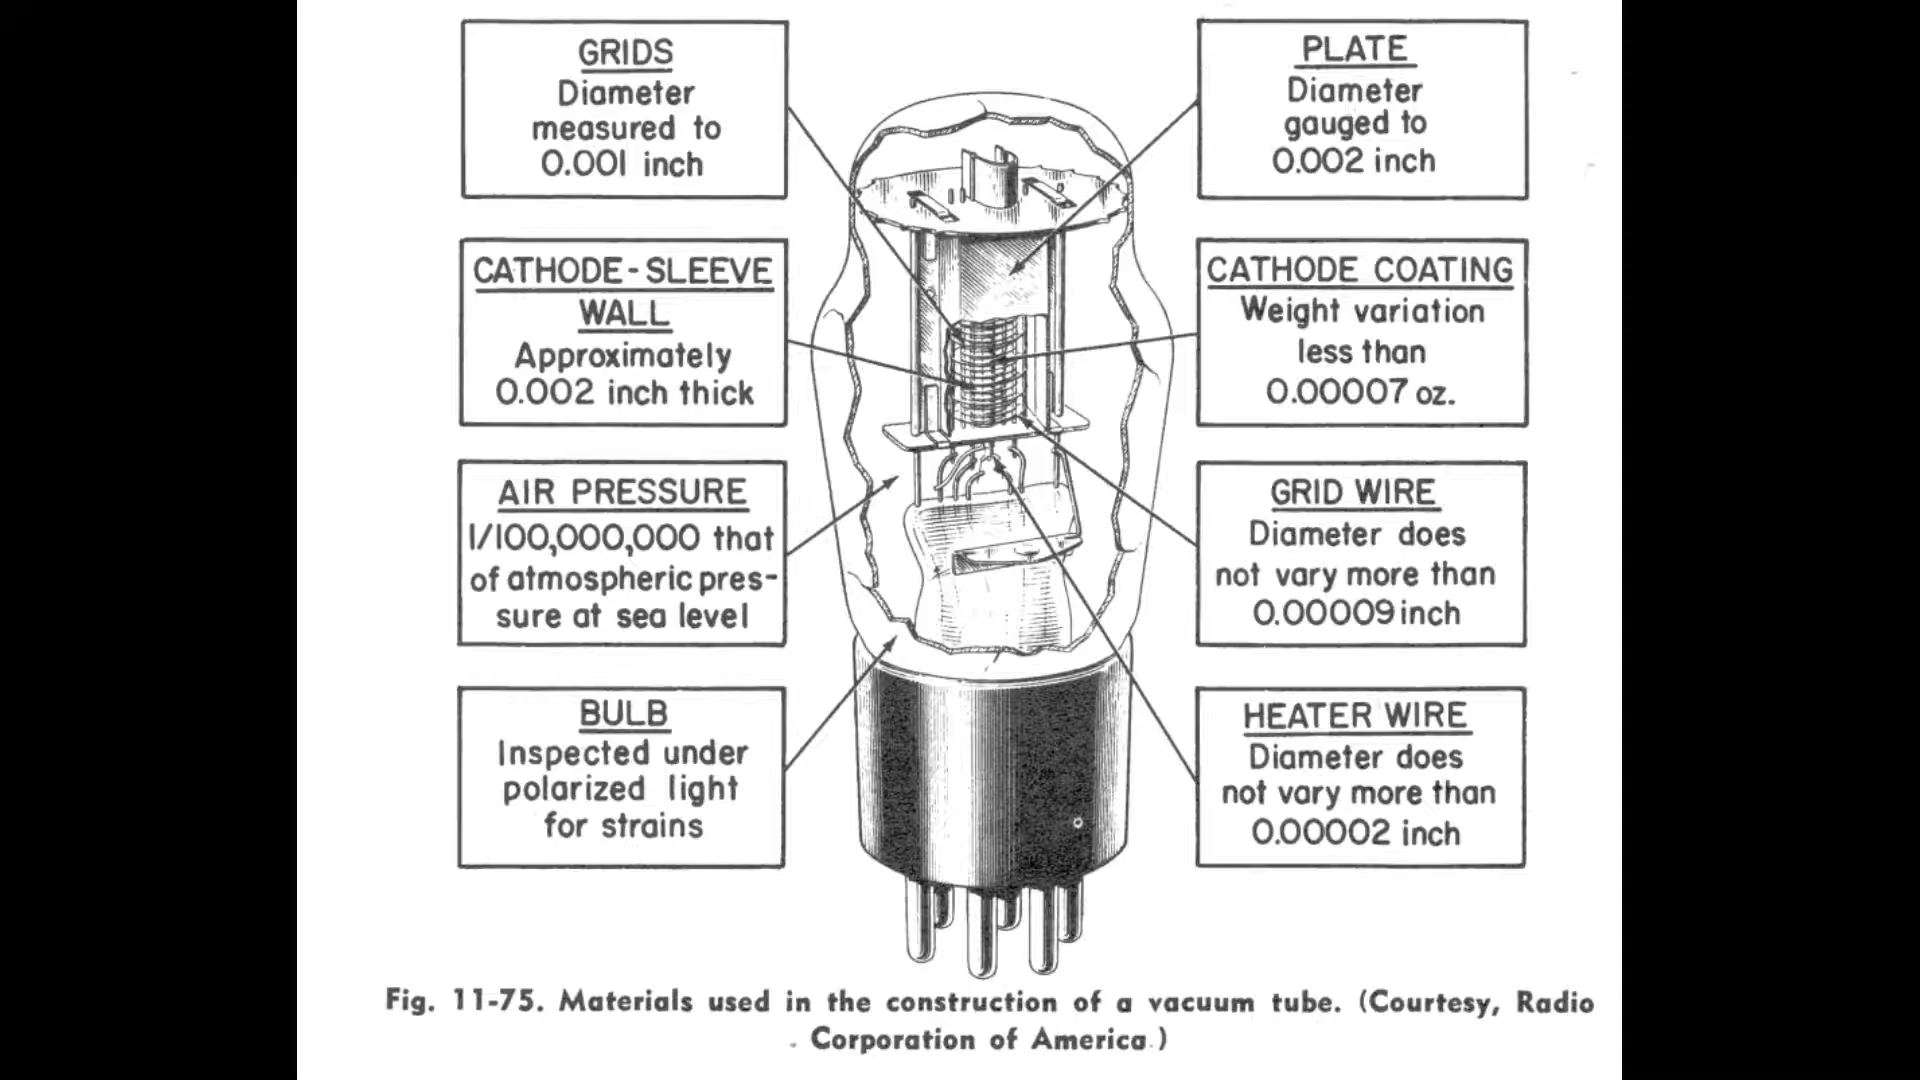 GRIDS
Diameter
measured to
0.001 inch
PLATE
Diameter
gauged to
0.002 inch
CATHODE-SLEEVE
WALL
Approximately
0.002 inch thick
CATHODE COATING
Weight variation
less than
0.00007 oz.
AIR PRESSURE
1/100,000,000 that
of atmospheric pres-
sure at sea level
GRID WIRE
Diameter does
not vary more than
0.00009 inch
BULB
Inspected under
polarized light
for strains
HEATER WIRE
Diameter does
not vary more than
0.00002 inch
Fig. 11-75. Materials used in the construction of a vacuum tube. (Courtesy, Radio
Corporation of America.)